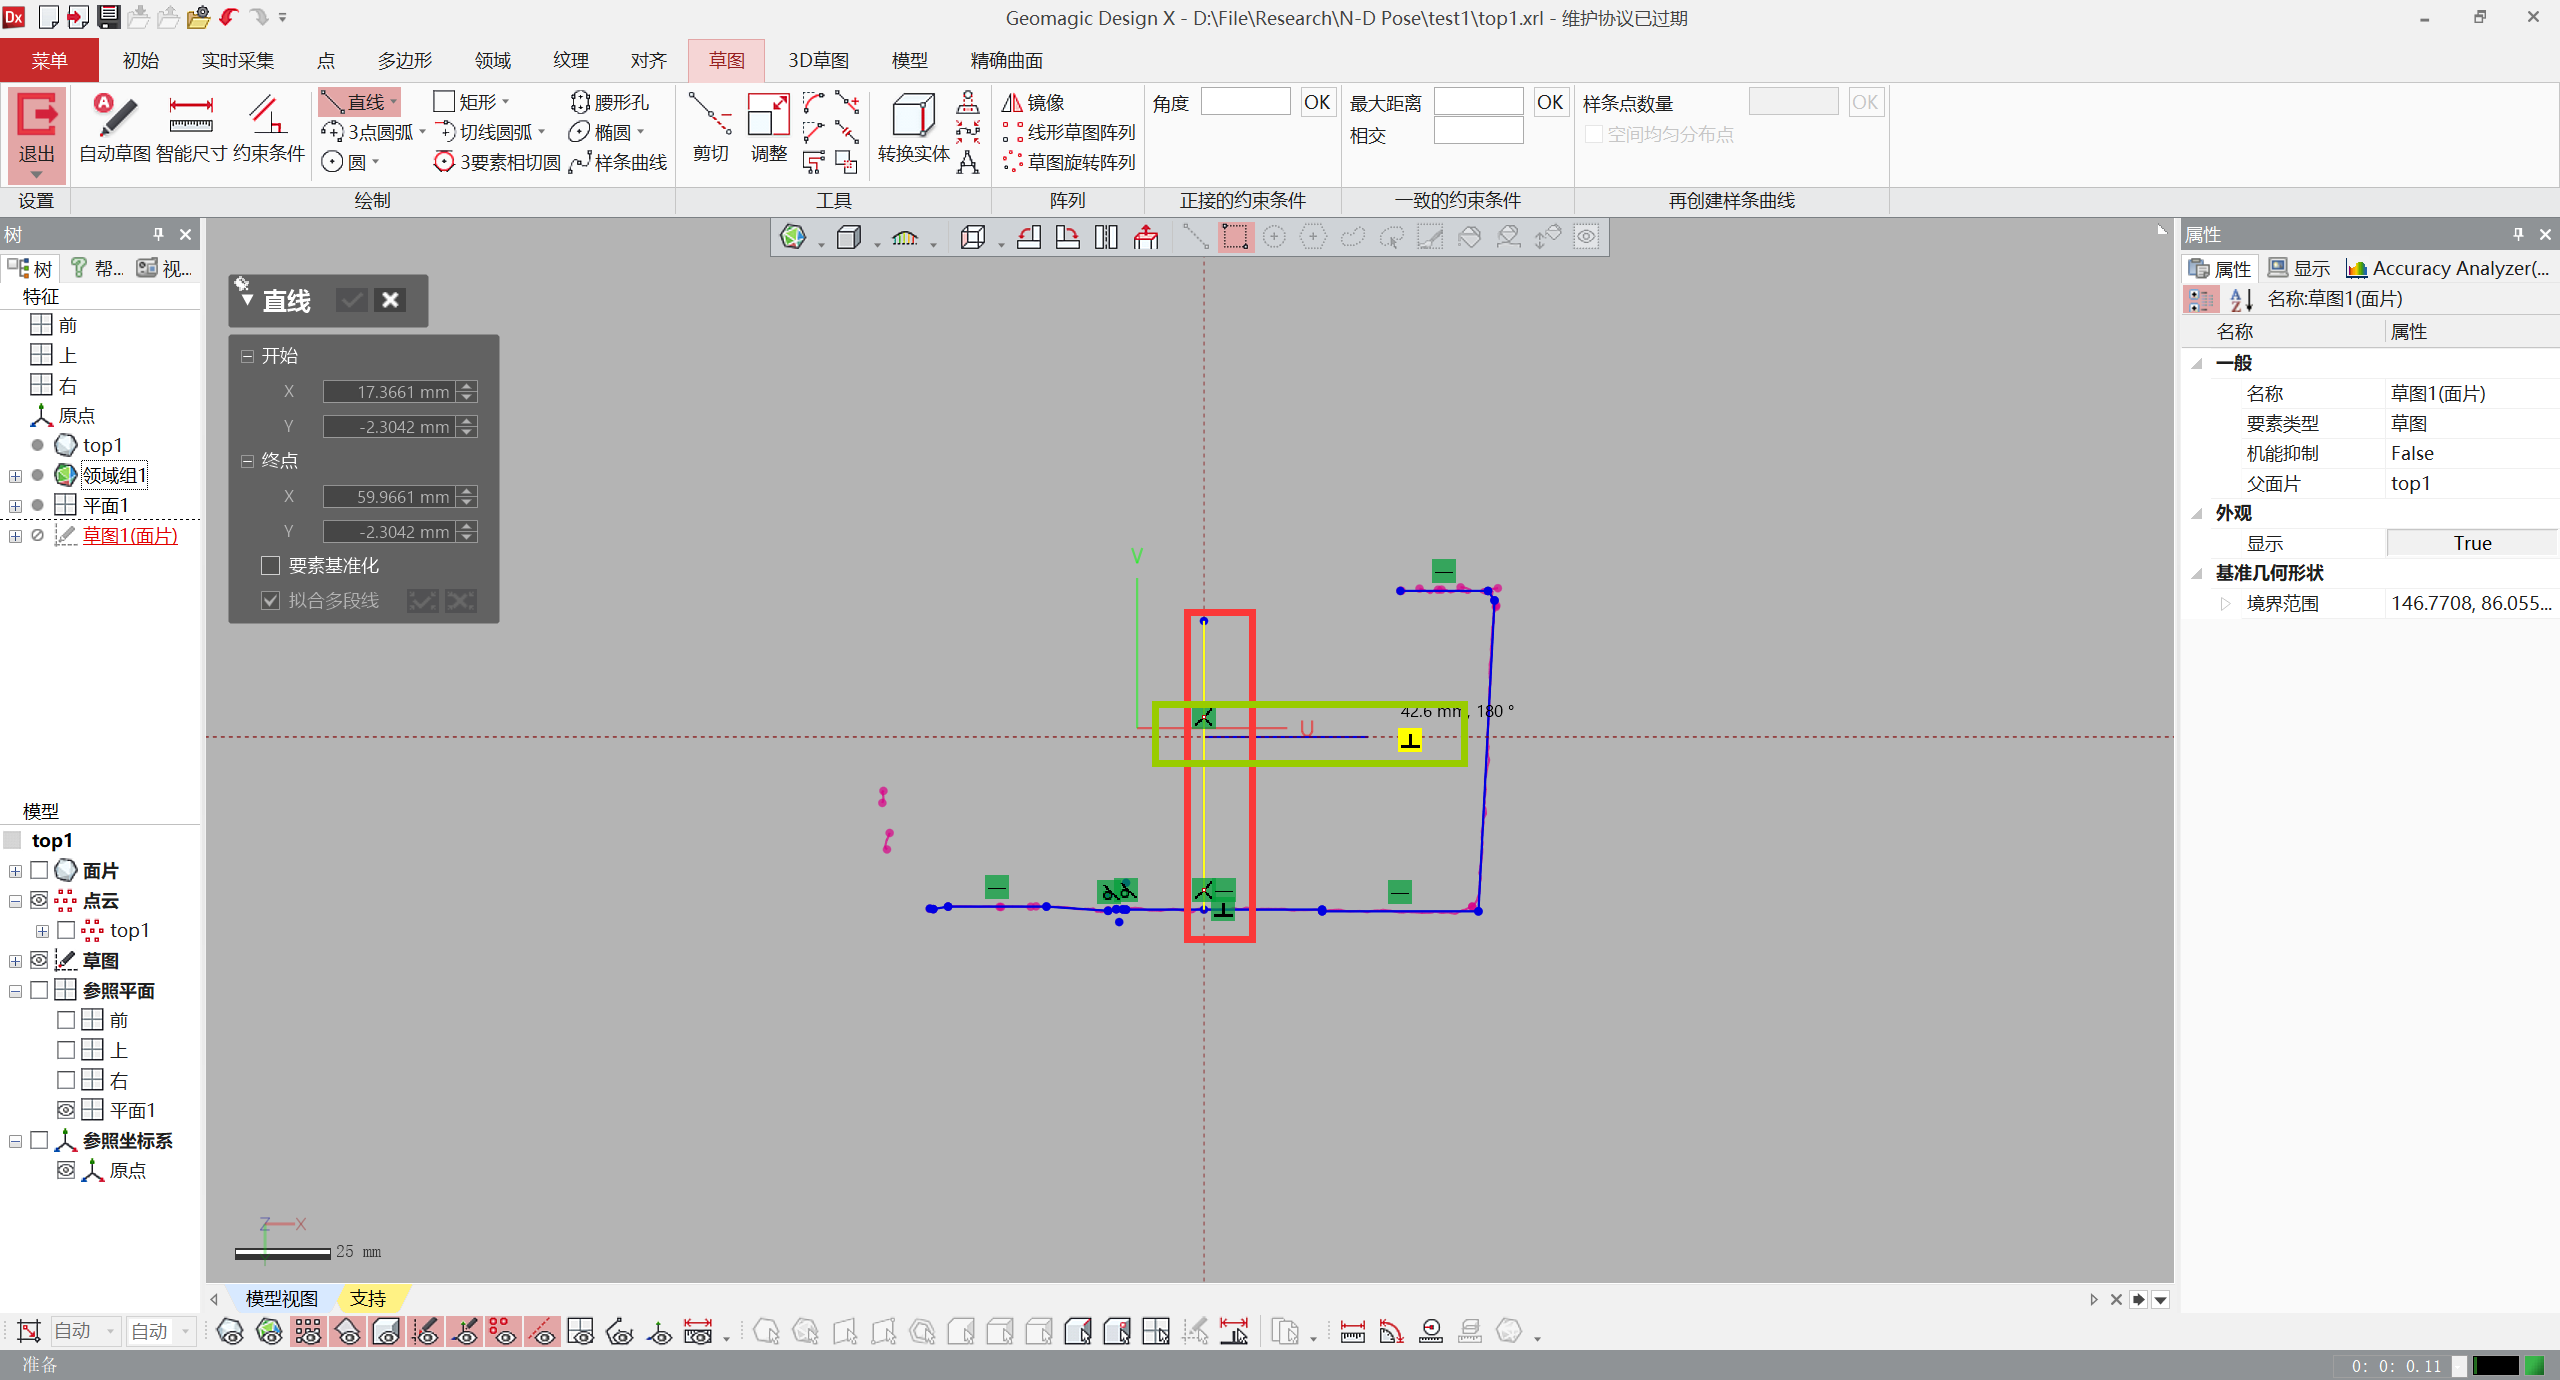 Geomagic Design X - D:\File\Research\N-D Pose\test1\top1.xrl - 维护协议已过期
菜单 初始 实时采集 点 多边形 领域 纹理 对齐 草图 3D草图 模型 精确曲面
直线 矩形 腰形孔 镜像 角度 OK 最大距离 OK 样条点数量 OK
3点圆弧 切线圆弧 椭圆 线形草图阵列 相交 空间均匀分布点
退出 自动草图 智能尺寸 约束条件 圆 3要素相切圆 样条曲线 剪切 调整 转换实体 草图旋转阵列
设置 绘制 工具 阵列 正接的约束条件 一致的约束条件 再创建样条曲线
树
树 帮... 视...
特征
前
上
右
原点
top1
领域组1
平面1
草图1(面片)
模型
top1
面片
点云
top1
草图
参照平面
前
上
右
平面1
参照坐标系
原点
直线
开始
X 17.3661 mm
Y -2.3042 mm
终点
X 59.9661 mm
Y -2.3042 mm
要素基准化
拟合多段线
V
U
42.6 mm, 180 °
Z X
25 mm
属性
属性 显示 Accuracy Analyzer(...
名称:草图1(面片)
名称 属性
一般
名称 草图1(面片)
要素类型 草图
机能抑制 False
父面片 top1
外观
显示 True
基准几何形状
境界范围 146.7708, 86.055...
模型视图 支持
自动 自动
准备
0: 0: 0.11